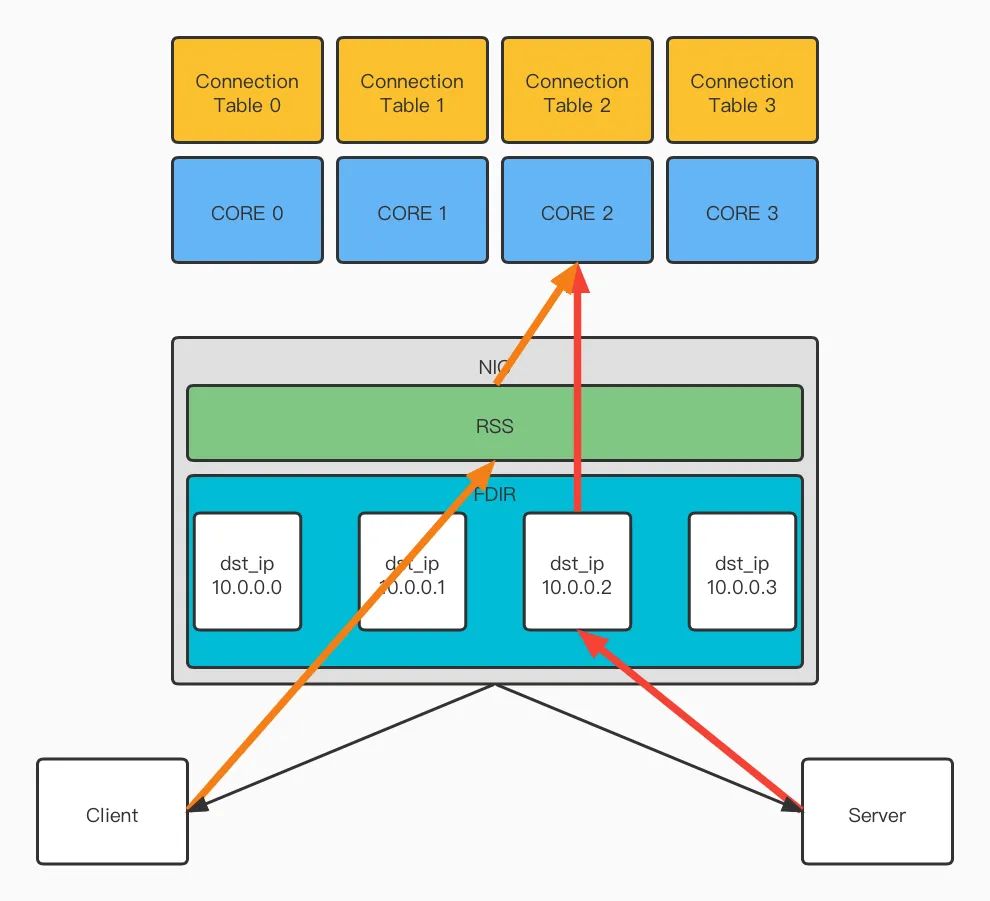 Connection
Table 0
Connection
Table 1
Connection
Table 2
Connection
Table 3
CORE 0
CORE 1
CORE 2
CORE 3
NIC
RSS
FDIR
dst_ip
10.0.0.0
dst_ip
10.0.0.1
dst_ip
10.0.0.2
dst_ip
10.0.0.3
Client
Server